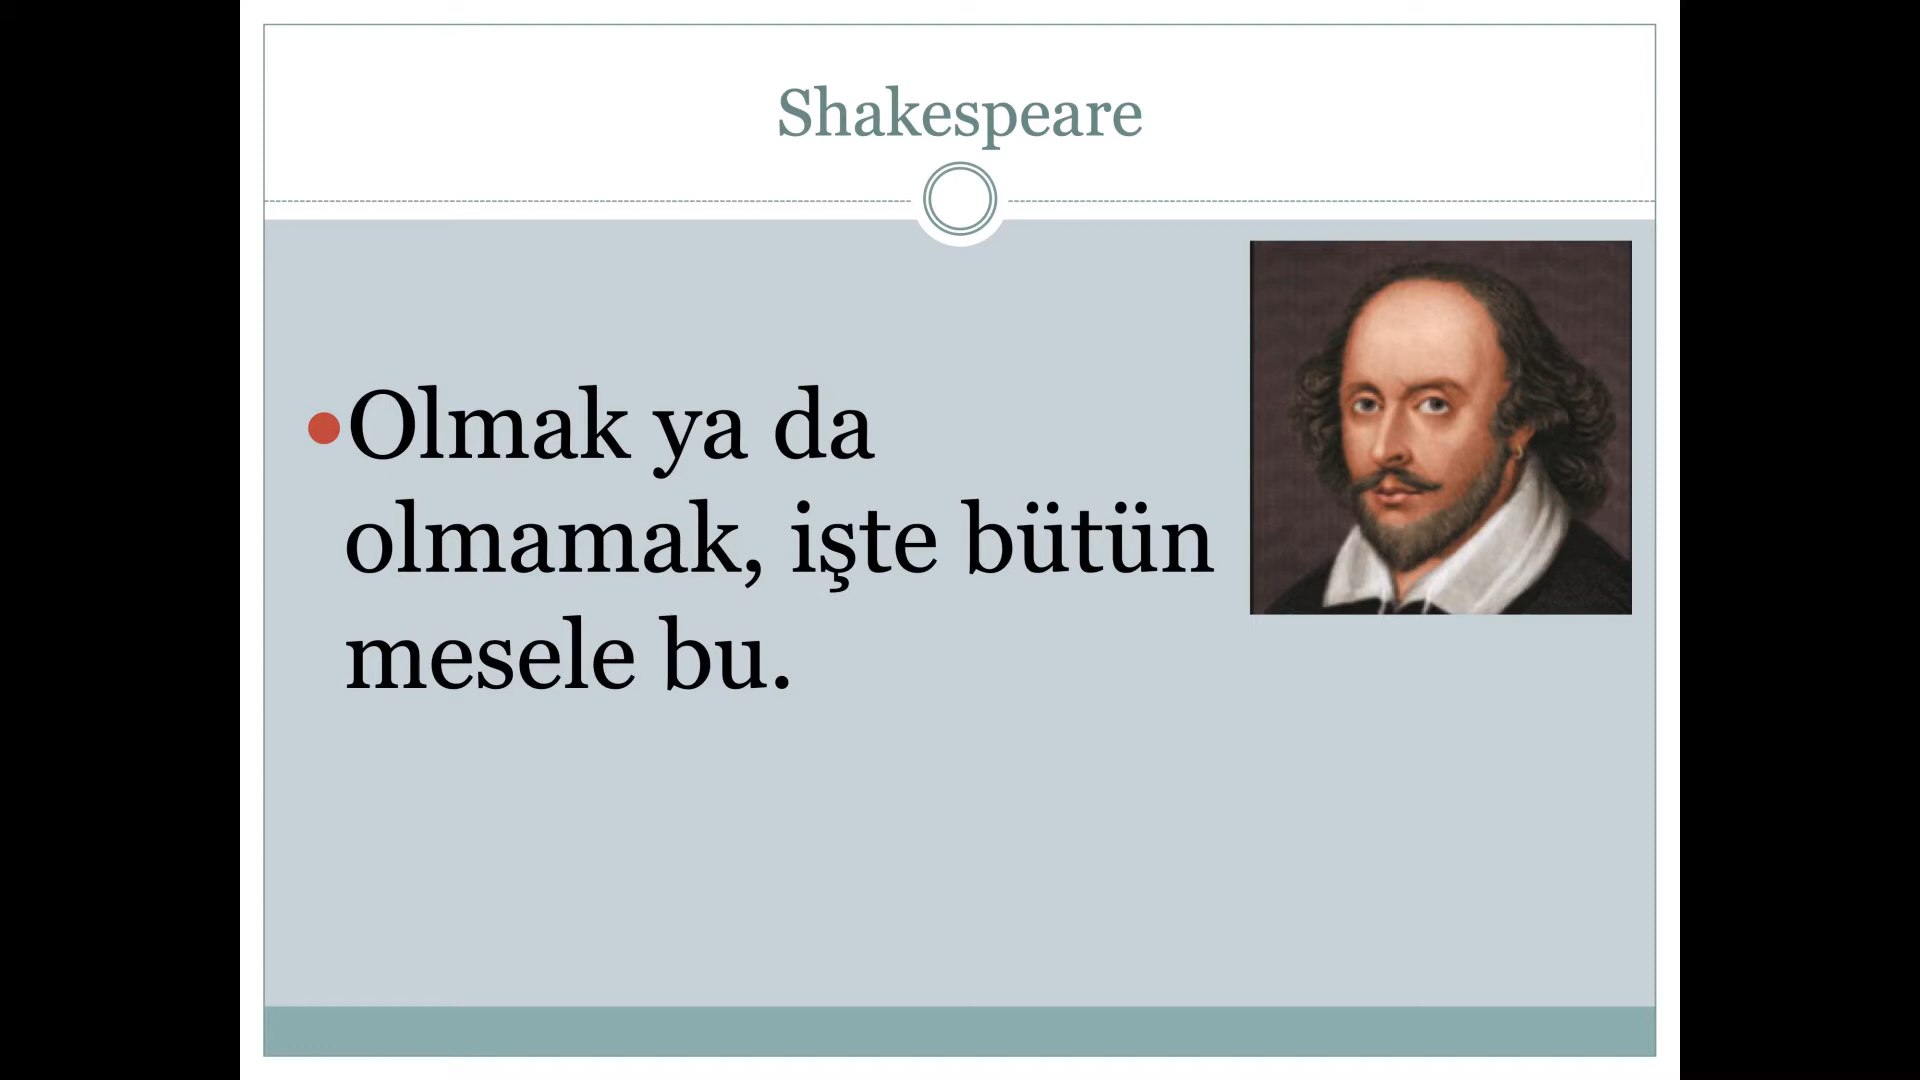 Shakespeare
Olmak ya da
olmamak, işte bütün
mesele bu.